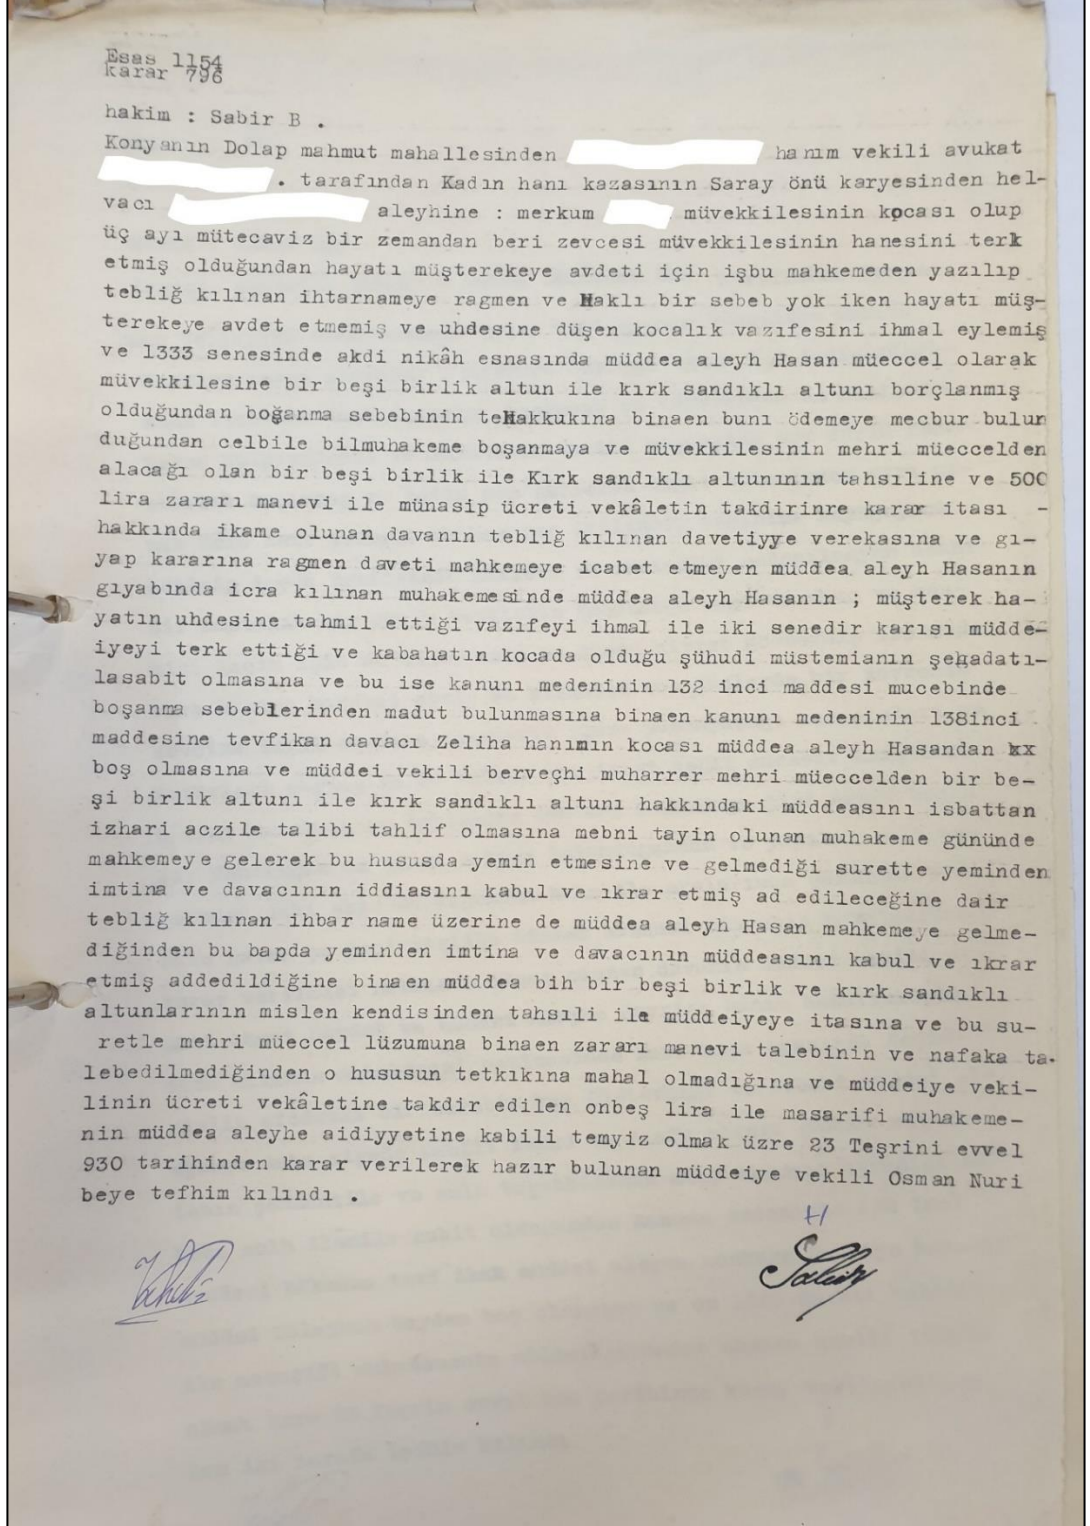 Esas 1154
karar 796
hakim : Sabir B .
Konyanın Dolap mahmut mahallesinden hanım vekili avukat
. tarafından Kadın hanı kazasının Saray önü karyesinden hel-
vacı aleyhine : merkum müvekkilesinin kocası olup
üç ayı mütecaviz bir zemandan beri zevcesi müvekkilesinin hanesini terk
etmiş olduğundan hayatı müşterekeye avdeti için işbu mahkemeden yazılıp
tebliğ kılınan ihtarnameye ragmen ve Haklı bir sebeb yok iken hayatı müş-
terekeye avdet etmemiş ve uhdesine düşen kocalık vazıfesini ihmal eylemiş
ve 1333 senesinde akdi nikâh esnasında müddea aleyh Hasan müeccel olarak
müvekkilesine bir beşi birlik altun ile kırk sandıklı altunı borçlanmış
olduğundan boğanma sebebinin teHakkukına binaen bunı ödemeye mecbur bulun
duğundan celbile bilmuhakeme boşanmaya ve müvekkilesinin mehri müeccelden
alacağı olan bir beşi birlik ile Kırk sandıklı altunının tahsıline ve 500
lira zararı manevi ile münasip ücreti vekâletin takdirinre karar itası -
hakkında ikame olunan davanın tebliğ kılınan davetiyye verekasına ve gı-
yap kararına ragmen daveti mahkemeye icabet etmeyen müddea aleyh Hasanın
gıyabında icra kılınan muhakemesinde müddea aleyh Hasanın ; müşterek ha-
yatın uhdesine tahmil ettiği vazıfeyi ihmal ile iki senedir karısı müdde-
iyeyi terk ettiği ve kabahatın kocada olduğu şühudi müstemianın şehadatı-
lasabit olmasına ve bu ise kanunı medeninin 132 inci maddesi mucebinde
boşanma sebeblerinden madut bulunmasına binaen kanunı medeninin 138inci
maddesine tevfikan davacı Zeliha hanımın kocası müddea aleyh Hasandan xx
boş olmasına ve müddei vekili berveçhi muharrer mehri müeccelden bir be-
şi birlik altunı ile kırk sandıklı altunı hakkındaki müddeasını isbattan
izhari aczile talibi tahlif olmasına mebni tayin olunan muhakeme gününde
mahkemeye gelerek bu hususda yemin etmesine ve gelmediği surette yeminden
imtina ve davacının iddiasını kabul ve ıkrar etmiş ad edileceğine dair
tebliğ kılınan ihbar name üzerine de müddea aleyh Hasan mahkemeye gelme-
diğinden bu bapda yeminden imtina ve davacının müddeasını kabul ve ıkrar
etmiş addedildiğine binaen müddea bih bir beşi birlik ve kırk sandıklı
altunlarının mislen kendisinden tahsıli ile müddeiyeye itasına ve bu su-
retle mehri müeccel lüzumuna binaen zararı manevi talebinin ve nafaka ta-
lebedilmediğinden o hususun tetkıkına mahal olmadığına ve müddeiye veki-
linin ücreti vekâletine takdir edilen onbeş lira ile masarifi muhakeme-
nin müddea aleyhe aidiyyetine kabili temyiz olmak üzre 23 Teşrini evvel
930 tarihinden karar verilerek hazır bulunan müddeiye vekili Osman Nuri
beye tefhim kılındı .
H
Sabir